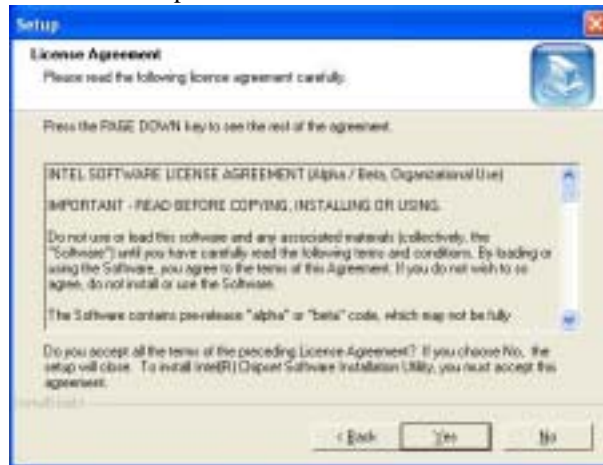 Setup
License Agreement
Please read the following license agreement carefully.
Press the PAGE DOWN key to see the rest of the agreement.
INTEL SOFTWARE LICENSE AGREEMENT (Alpha / Beta, Organizational Use)
IMPORTANT - READ BEFORE COPYING, INSTALLING OR USING.
Do not use or load this software and any associated materials (collectively, the
"Software") until you have carefully read the following terms and conditions. By loading or
using the Software, you agree to the terms of this Agreement. If you do not wish to so
agree, do not install or use the Software.
The Software contains pre-release "alpha" or "beta" code, which may not be fully
Do you accept all the terms of the preceding License Agreement? If you choose No, the
setup will close. To install Intel(R) Chipset Software Installation Utility, you must accept this
agreement.
< Back
Yes
No